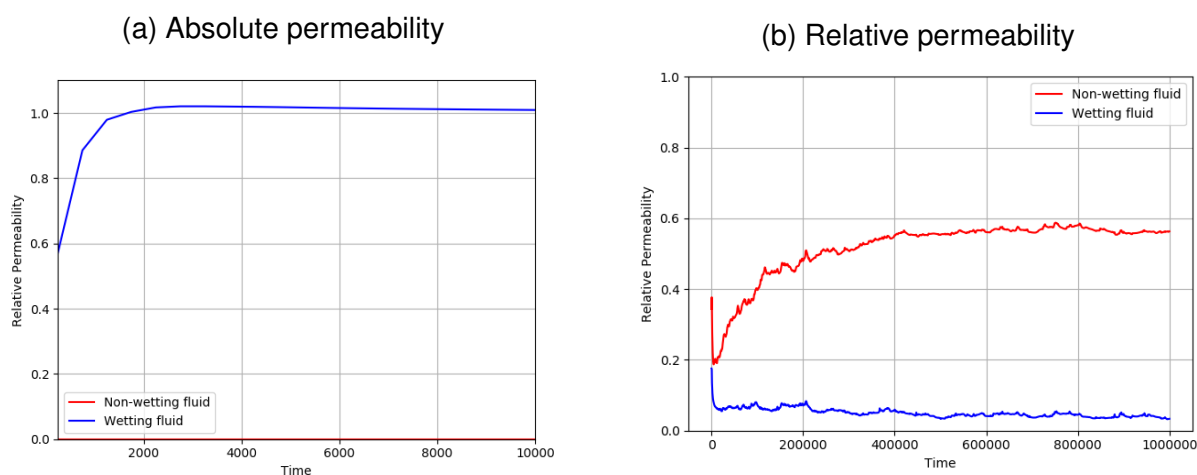 (a) Absolute permeability
Relative Permeability
1.0
0.8
0.6
0.4
0.2
0.0
Non-wetting fluid
Wetting fluid
2000 4000 6000 8000 10000
Time
(b) Relative permeability
Relative Permeability
1.0
0.8
0.6
0.4
0.2
0.0
Non-wetting fluid
Wetting fluid
0 200000 400000 600000 800000 1000000
Time